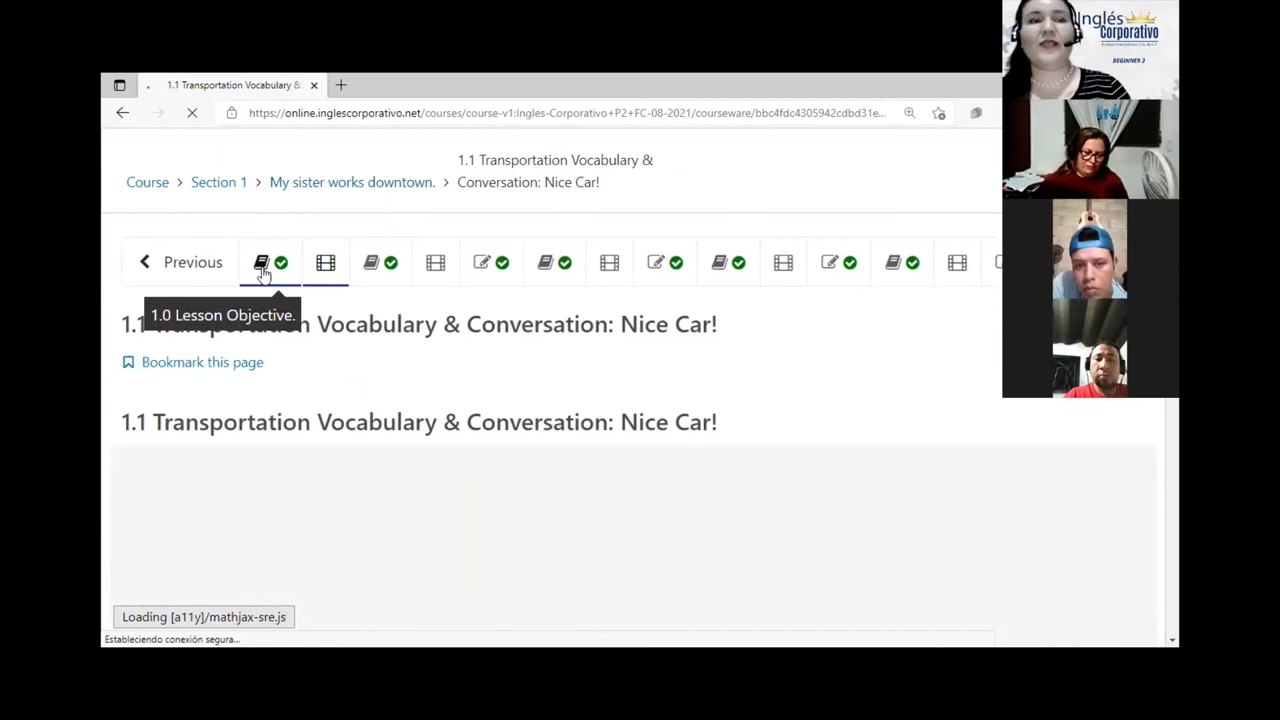 Inglés
Corporativo
BEGINNER 2
1.1 Transportation Vocabulary &
https://online.inglescorporativo.net/courses/course-v1:Ingles-Corporativo+P2+FC-08-2021/courseware/bbc4fdc4305942cdbd31e...
1.1 Transportation Vocabulary &
Course > Section 1 > My sister works downtown. > Conversation: Nice Car!
Previous
1.0 Lesson Objective.
1.1 Transportation Vocabulary & Conversation: Nice Car!
Bookmark this page
1.1 Transportation Vocabulary & Conversation: Nice Car!
Loading [a11y]/mathjax-sre.js
Estableciendo conexión segura...